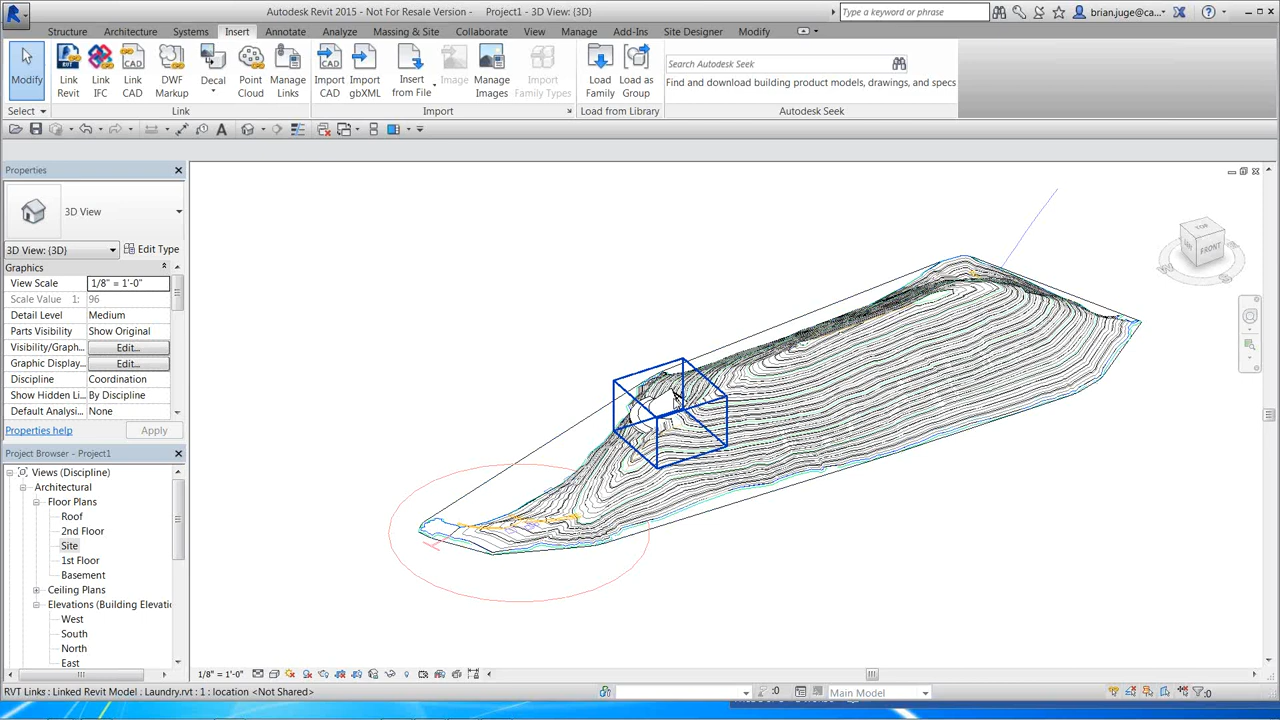 Autodesk Revit 2015 - Not For Resale Version - Project1 - 3D View: {3D}
Type a keyword or phrase
brian.juge@ca...
Structure Architecture Systems Insert Annotate Analyze Massing & Site Collaborate View Manage Add-Ins Site Designer Modify
Modify
Link Revit
Link IFC
Link CAD
DWF Markup
Decal
Point Cloud
Manage Links
Import CAD
Import gbXML
Insert from File
Image
Manage Images
Import Family Types
Load Family
Load as Group
Search Autodesk Seek
Find and download building product models, drawings, and specs
Select Link Import Load from Library Autodesk Seek
Properties
3D View
3D View: {3D} Edit Type
Graphics
View Scale 1/8" = 1'-0"
Scale Value 1: 96
Detail Level Medium
Parts Visibility Show Original
Visibility/Graph... Edit...
Graphic Display... Edit...
Discipline Coordination
Show Hidden Li... By Discipline
Default Analysi... None
Properties help Apply
Project Browser - Project1
Views (Discipline)
Architectural
Floor Plans
Roof
2nd Floor
Site
1st Floor
Basement
Ceiling Plans
Elevations (Building Elevatio
West
South
North
East
TOP
FRONT
1/8" = 1'-0"
RVT Links : Linked Revit Model : Laundry.rvt : 1 : location <Not Shared>
:0
Main Model
:0